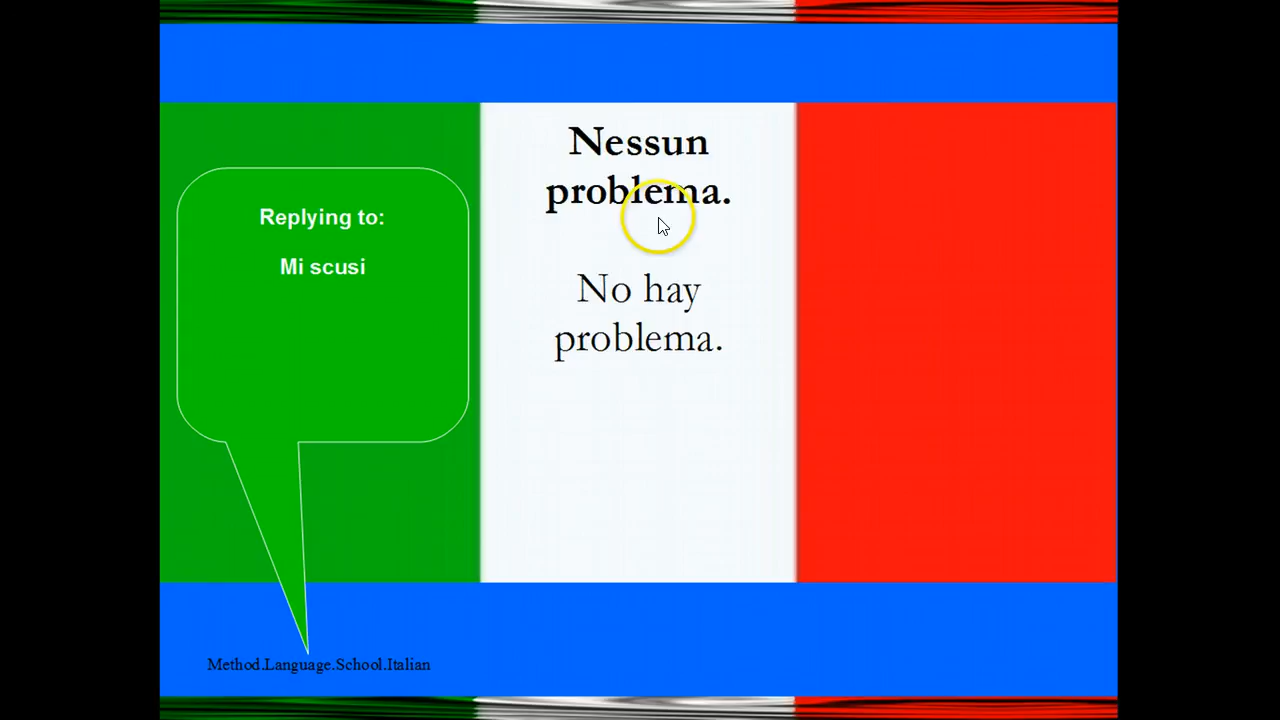 Replying to:
Mi scusi
Nessun
problema.
No hay
problema.
Method.Language.School.Italian